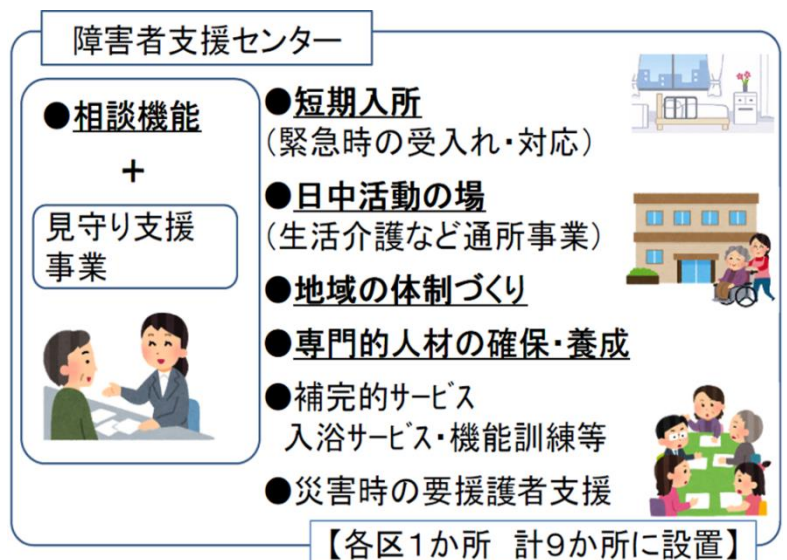 障害者支援センター
●相談機能
+
見守り支援
事業
●短期入所
(緊急時の受入れ・対応)
●日中活動の場
(生活介護など通所事業)
●地域の体制づくり
●専門的人材の確保・養成
●補完的ｻｰﾋﾞｽ
入浴ｻｰﾋﾞｽ・機能訓練等
●災害時の要援護者支援
【各区1か所 計9か所に設置】